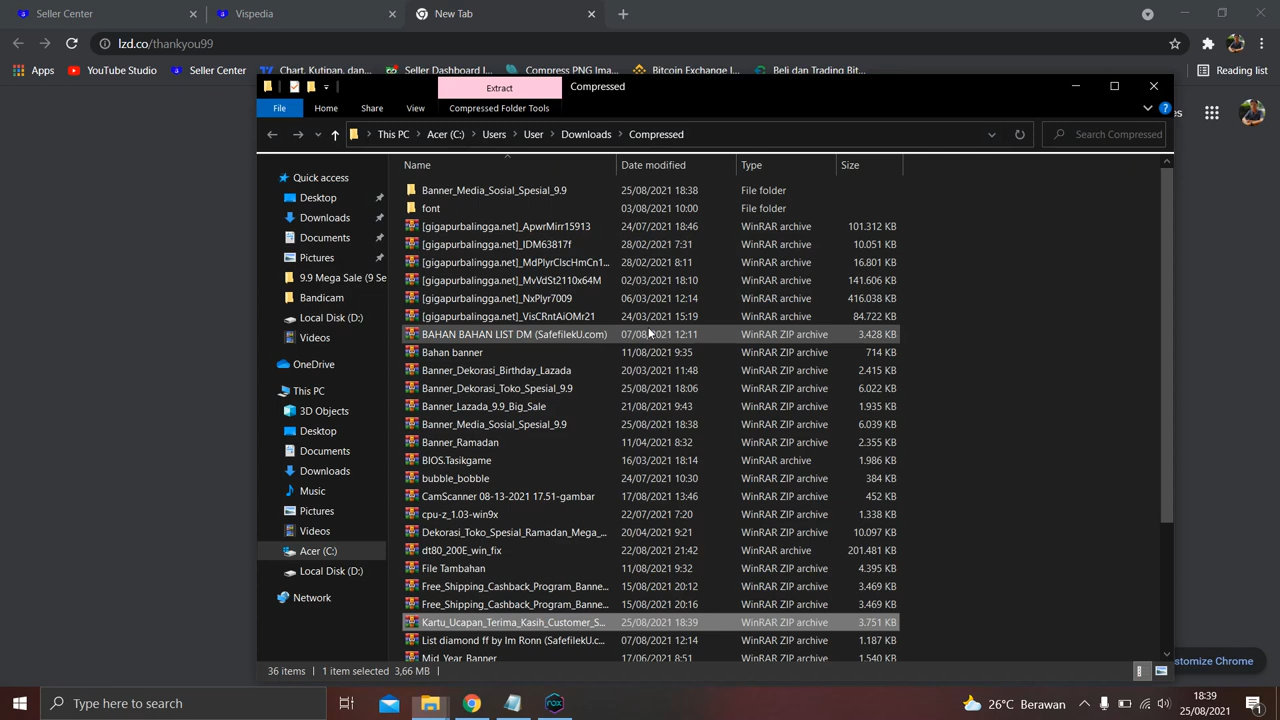 Seller Center
Vispedia
New Tab
lzd.co/thankyou99
Apps
YouTube Studio
Seller Center
Chart, Kutipan, dan...
Seller Dashboard |...
Compress PNG Ima...
Bitcoin Exchange |...
Beli dan Trading Bit...
Reading list
Extract
Compressed
File
Home
Share
View
Compressed Folder Tools
This PC
Acer (C:)
Users
User
Downloads
Compressed
Search Compressed
Name
Date modified
Type
Size
Quick access
Desktop
Downloads
Documents
Pictures
9.9 Mega Sale (9 Se
Bandicam
Local Disk (D:)
Videos
OneDrive
This PC
3D Objects
Desktop
Documents
Downloads
Music
Pictures
Videos
Acer (C:)
Local Disk (D:)
Network
Banner_Media_Sosial_Spesial_9.9 25/08/2021 18:38 File folder
font 03/08/2021 10:00 File folder
[gigapurbalingga.net]_ApwrMirr15913 24/07/2021 18:46 WinRAR archive 101.312 KB
[gigapurbalingga.net]_IDM63817f 28/02/2021 7:31 WinRAR archive 10.051 KB
[gigapurbalingga.net]_MdPlyrClscHmCn1... 28/02/2021 8:11 WinRAR archive 16.801 KB
[gigapurbalingga.net]_MvVdSt2110x64M 02/03/2021 18:10 WinRAR archive 141.606 KB
[gigapurbalingga.net]_NxPlyr7009 06/03/2021 12:14 WinRAR archive 416.038 KB
[gigapurbalingga.net]_VisCRntAiOMr21 24/03/2021 15:19 WinRAR archive 84.722 KB
BAHAN BAHAN LIST DM (SafefilekU.com) 07/08/2021 12:11 WinRAR ZIP archive 3.428 KB
Bahan banner 11/08/2021 9:35 WinRAR ZIP archive 714 KB
Banner_Dekorasi_Birthday_Lazada 20/03/2021 11:48 WinRAR ZIP archive 2.415 KB
Banner_Dekorasi_Toko_Spesial_9.9 25/08/2021 18:06 WinRAR ZIP archive 6.022 KB
Banner_Lazada_9.9_Big_Sale 21/08/2021 9:43 WinRAR ZIP archive 1.935 KB
Banner_Media_Sosial_Spesial_9.9 25/08/2021 18:38 WinRAR ZIP archive 6.039 KB
Banner_Ramadan 11/04/2021 8:32 WinRAR ZIP archive 2.355 KB
BIOS.Tasikgame 16/03/2021 18:14 WinRAR archive 1.986 KB
bubble_bobble 24/07/2021 10:30 WinRAR ZIP archive 384 KB
CamScanner 08-13-2021 17.51-gambar 17/08/2021 13:46 WinRAR ZIP archive 452 KB
cpu-z_1.03-win9x 22/07/2021 7:20 WinRAR ZIP archive 1.338 KB
Dekorasi_Toko_Spesial_Ramadan_Mega_... 20/04/2021 9:21 WinRAR ZIP archive 10.097 KB
dt80_200E_win_fix 22/08/2021 21:42 WinRAR archive 201.481 KB
File Tambahan 11/08/2021 9:32 WinRAR ZIP archive 4.395 KB
Free_Shipping_Cashback_Program_Banne... 15/08/2021 20:12 WinRAR ZIP archive 3.469 KB
Free_Shipping_Cashback_Program_Banne... 15/08/2021 20:16 WinRAR ZIP archive 3.469 KB
Kartu_Ucapan_Terima_Kasih_Customer_S... 25/08/2021 18:39 WinRAR ZIP archive 3.751 KB
List diamond ff by Im Ronn (SafefilekU.c... 07/08/2021 12:14 WinRAR ZIP archive 1.187 KB
Mid_Year_Banner 17/06/2021 8:51 WinRAR ZIP archive 1.540 KB
36 items
1 item selected 3,66 MB
stomize Chrome
Type here to search
nox
26°C Berawan
18:39
25/08/2021